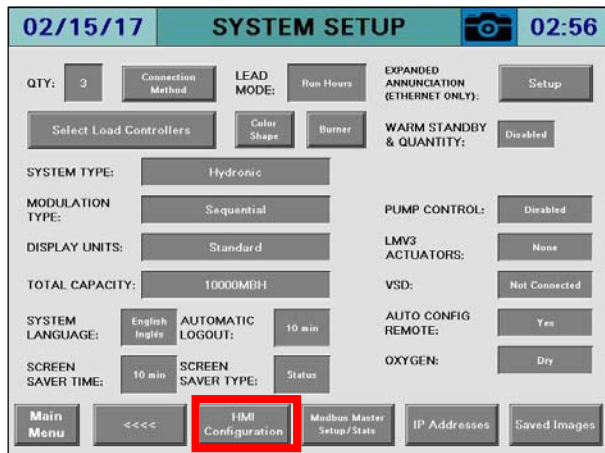 02/15/17 SYSTEM SETUP 02:56
QTY: 3 Connection Method LEAD MODE: Run Hours EXPANDED ANNUNCIATION (ETHERNET ONLY): Setup
Select Load Controllers Color Shape Burner WARM STANDBY & QUANTITY: Disabled
SYSTEM TYPE: Hydronic
MODULATION TYPE: Sequential PUMP CONTROL: Disabled
DISPLAY UNITS: Standard LMV3 ACTUATORS: None
TOTAL CAPACITY: 10000MBH VSD: Not Connected
SYSTEM LANGUAGE: English Inglés AUTOMATIC LOGOUT: 10 min AUTO CONFIG REMOTE: Yes
SCREEN SAVER TIME: 10 min SCREEN SAVER TYPE: Status OXYGEN: Dry
Main Menu <<<< HMI Configuration Modbus Master Setup/Stats IP Addresses Saved Images